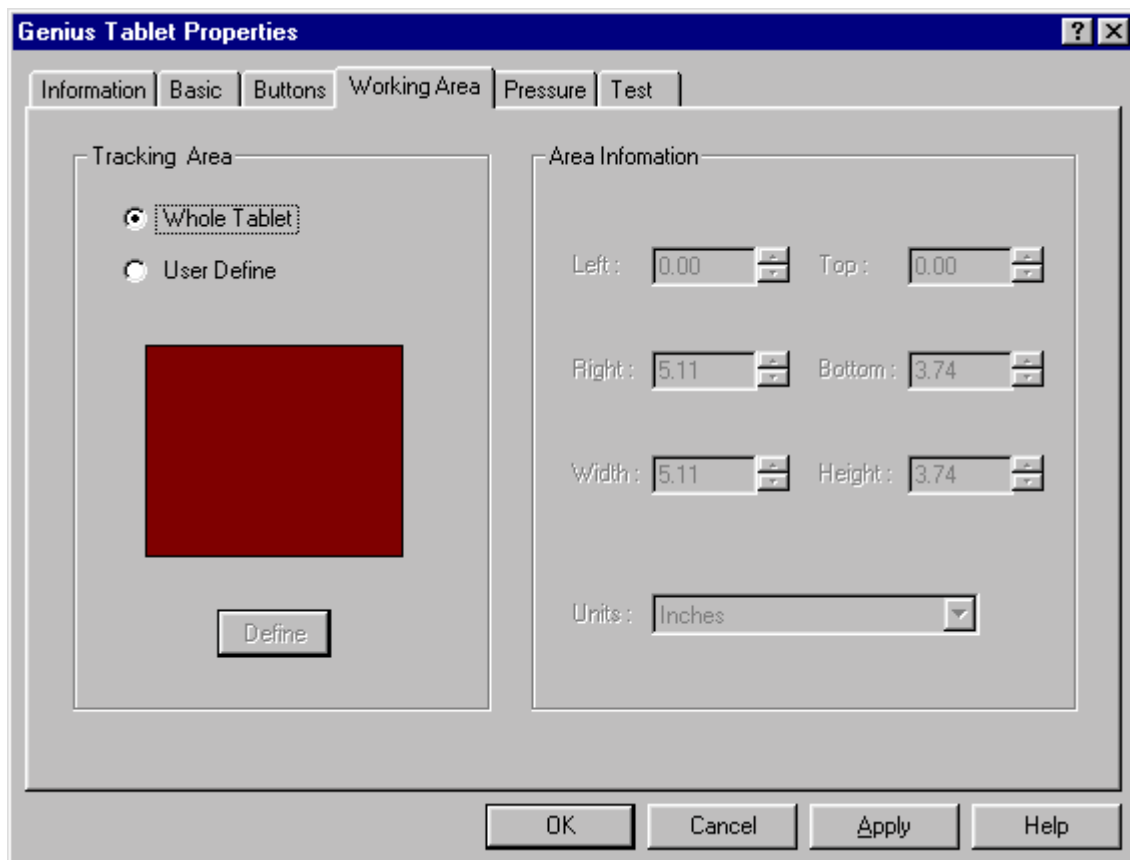 Genius Tablet Properties
Information Basic Buttons Working Area Pressure Test
Tracking Area
Whole Tablet
User Define
Define
Area Infomation
Left : 0.00 Top : 0.00
Right : 5.11 Bottom : 3.74
Width : 5.11 Height : 3.74
Units : Inches
OK Cancel Apply Help